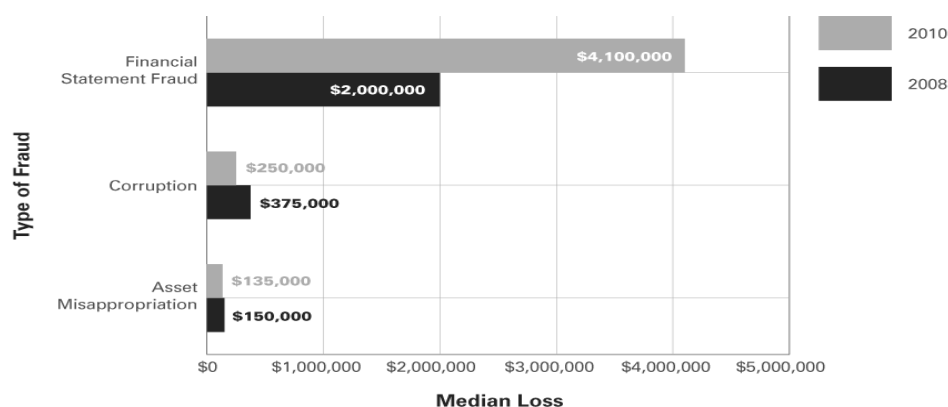 2010
2008
Type of Fraud
Financial
Statement Fraud
$4,100,000
$2,000,000
Corruption
$250,000
$375,000
Asset
Misappropriation
$135,000
$150,000
$0
$1,000,000
$2,000,000
$3,000,000
$4,000,000
$5,000,000
Median Loss